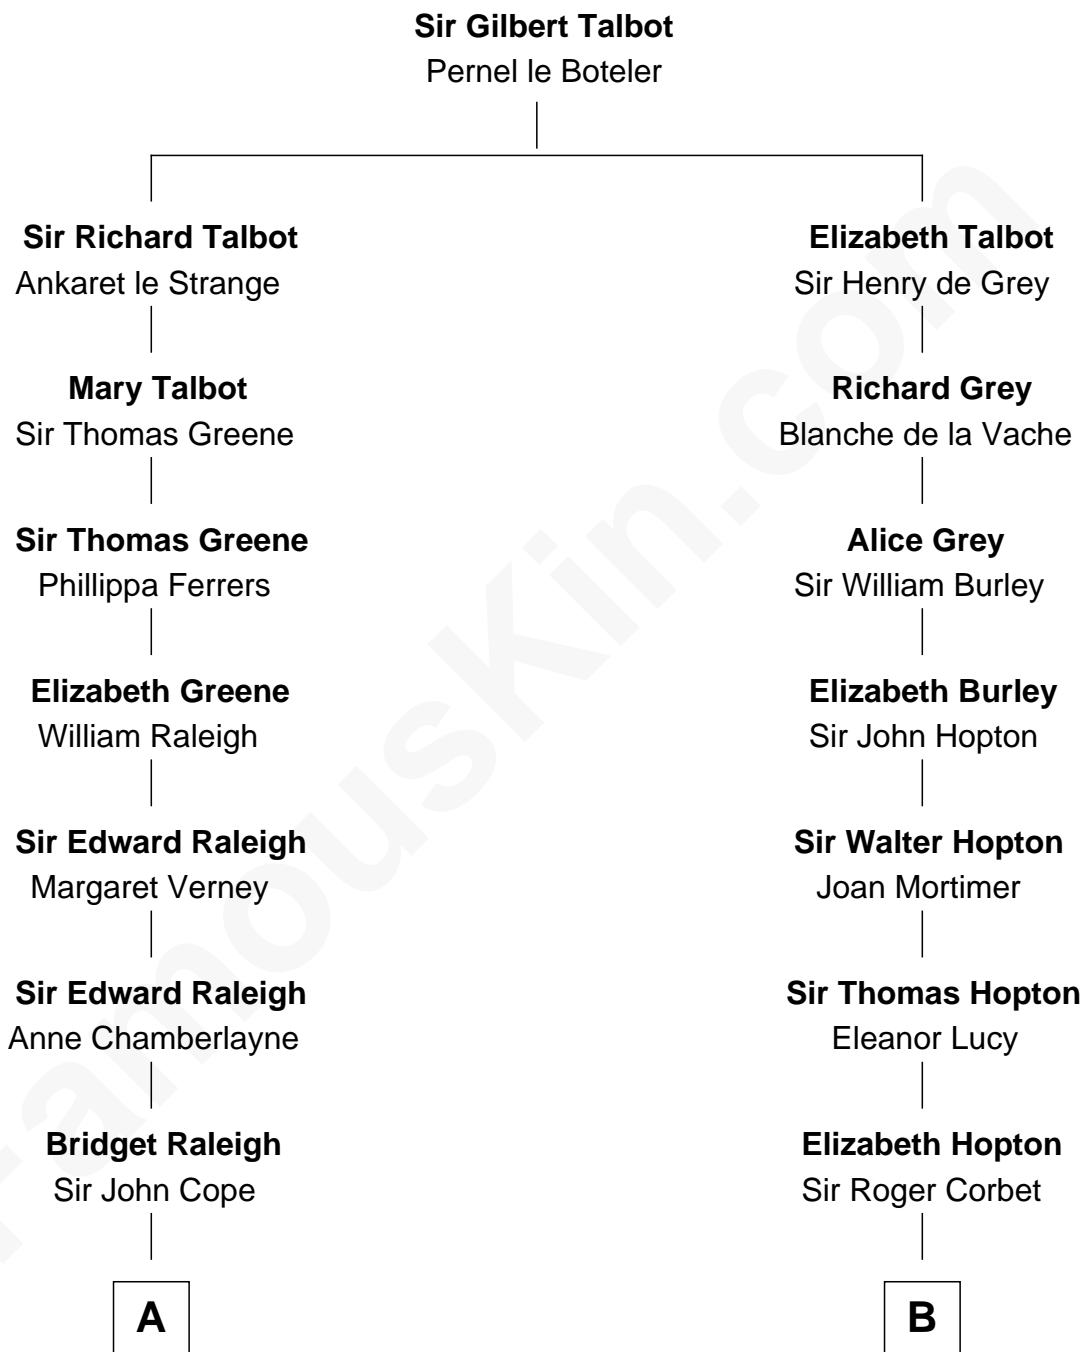 Sir Gilbert Talbot
Pernel le Boteler
Sir Richard Talbot
Ankaret le Strange
Elizabeth Talbot
Sir Henry de Grey
Mary Talbot
Sir Thomas Greene
Richard Grey
Blanche de la Vache
Sir Thomas Greene
Phillippa Ferrers
Alice Grey
Sir William Burley
Elizabeth Greene
William Raleigh
Elizabeth Burley
Sir John Hopton
Sir Edward Raleigh
Margaret Verney
Sir Walter Hopton
Joan Mortimer
Sir Edward Raleigh
Anne Chamberlayne
Sir Thomas Hopton
Eleanor Lucy
Bridget Raleigh
Sir John Cope
Elizabeth Hopton
Sir Roger Corbet
A
B
FamousKin.com